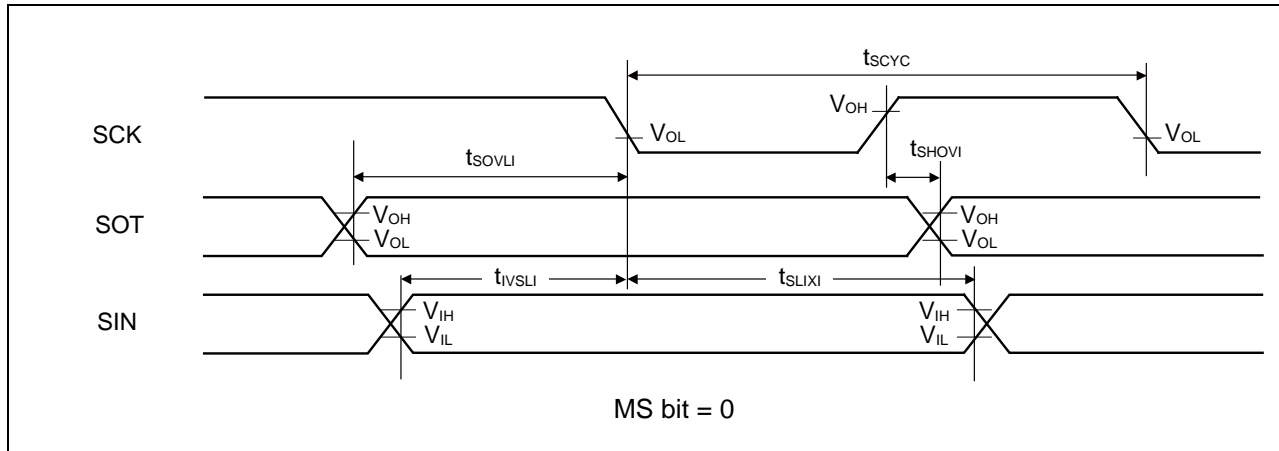 tSCYC
SCK
VOH
VOL
VOL
tSOVLI
tSHOVI
SOT
VOH
VOL
VOH
VOL
tIVSLI
tSLIXI
SIN
VIH
VIL
VIH
VIL
MS bit = 0